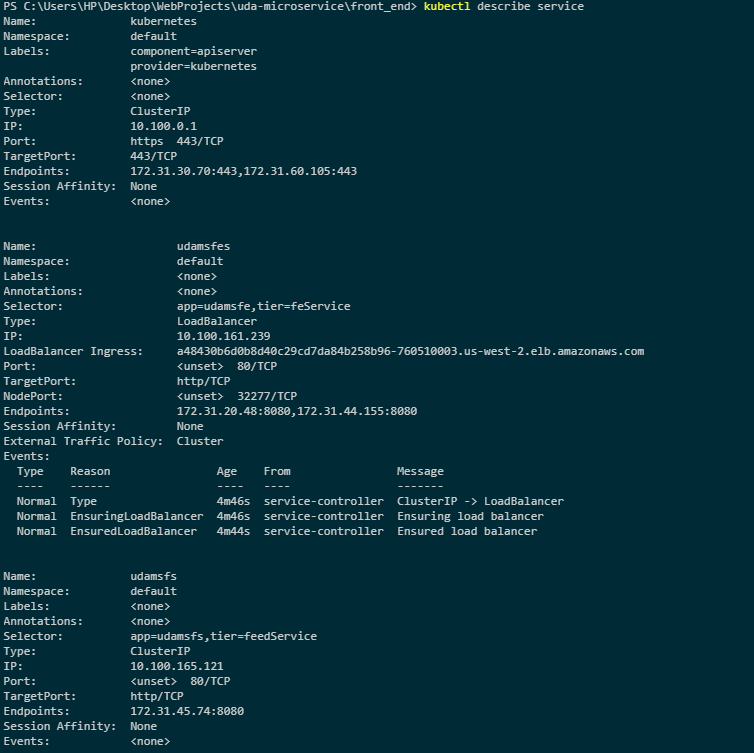 PS C:\Users\HP\Desktop\WebProjects\uda-microservice\front_end> kubectl describe service
Name:              kubernetes
Namespace:         default
Labels:            component=apiserver
                   provider=kubernetes
Annotations:       <none>
Selector:          <none>
Type:              ClusterIP
IP:                10.100.0.1
Port:              https  443/TCP
TargetPort:        443/TCP
Endpoints:         172.31.30.70:443,172.31.60.105:443
Session Affinity:  None
Events:            <none>
Name:                     udamsfes
Namespace:                default
Labels:                   <none>
Annotations:              <none>
Selector:                 app=udamsfe,tier=feService
Type:                     LoadBalancer
IP:                       10.100.161.239
LoadBalancer Ingress:     a48430b6d0b8d40c29cd7da84b258b96-760510003.us-west-2.elb.amazonaws.com
Port:                     <unset>  80/TCP
TargetPort:               http/TCP
NodePort:                 <unset>  32277/TCP
Endpoints:                172.31.20.48:8080,172.31.44.155:8080
Session Affinity:         None
External Traffic Policy:  Cluster
Events:
  Type    Reason                Age    From                Message
  ----    ------                ----   ----                -------
  Normal  Type                  4m46s  service-controller  ClusterIP -> LoadBalancer
  Normal  EnsuringLoadBalancer  4m46s  service-controller  Ensuring load balancer
  Normal  EnsuredLoadBalancer   4m44s  service-controller  Ensured load balancer
Name:              udamsfs
Namespace:         default
Labels:            <none>
Annotations:       <none>
Selector:          app=udamsfs,tier=feedService
Type:              ClusterIP
IP:                10.100.165.121
Port:              <unset>  80/TCP
TargetPort:        http/TCP
Endpoints:         172.31.45.74:8080
Session Affinity:  None
Events:            <none>